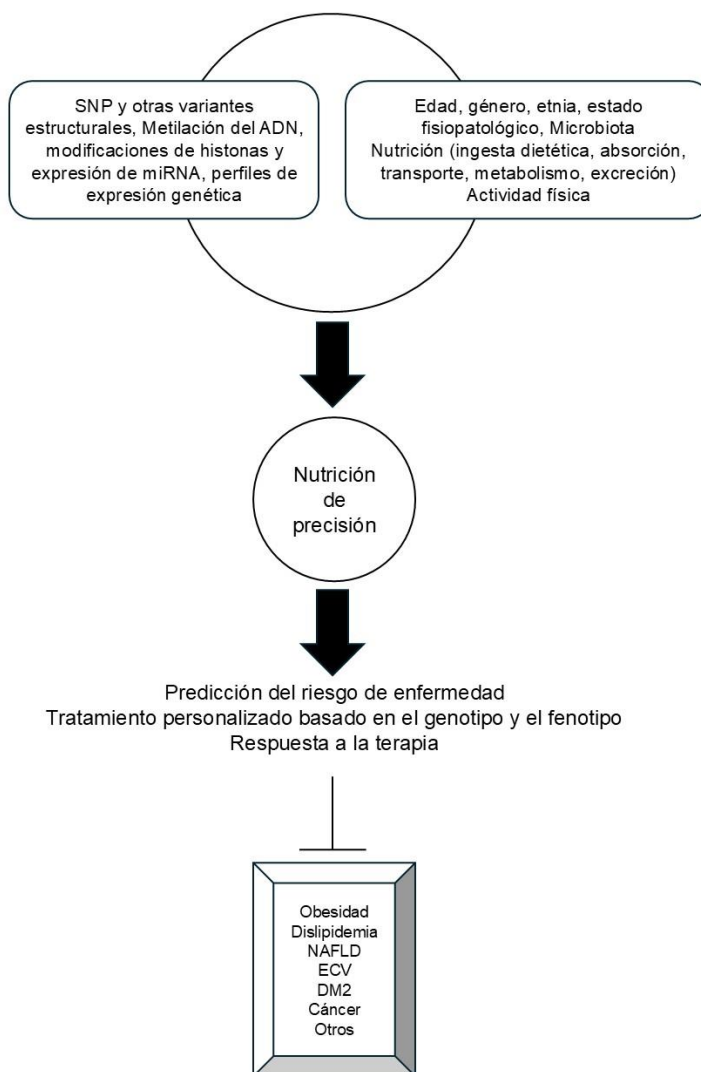 SNP y otras variantes
estructurales, Metilación del ADN,
modificaciones de histonas y
expresión de miRNA, perfiles de
expresión genética
Edad, género, etnia, estado
fisiopatológico, Microbiota
Nutrición (ingesta dietética, absorción,
transporte, metabolismo, excreción)
Actividad física
Nutrición
de
precisión
Predicción del riesgo de enfermedad
Tratamiento personalizado basado en el genotipo y el fenotipo
Respuesta a la terapia
Obesidad
Dislipidemia
NAFLD
ECV
DM2
Cáncer
Otros